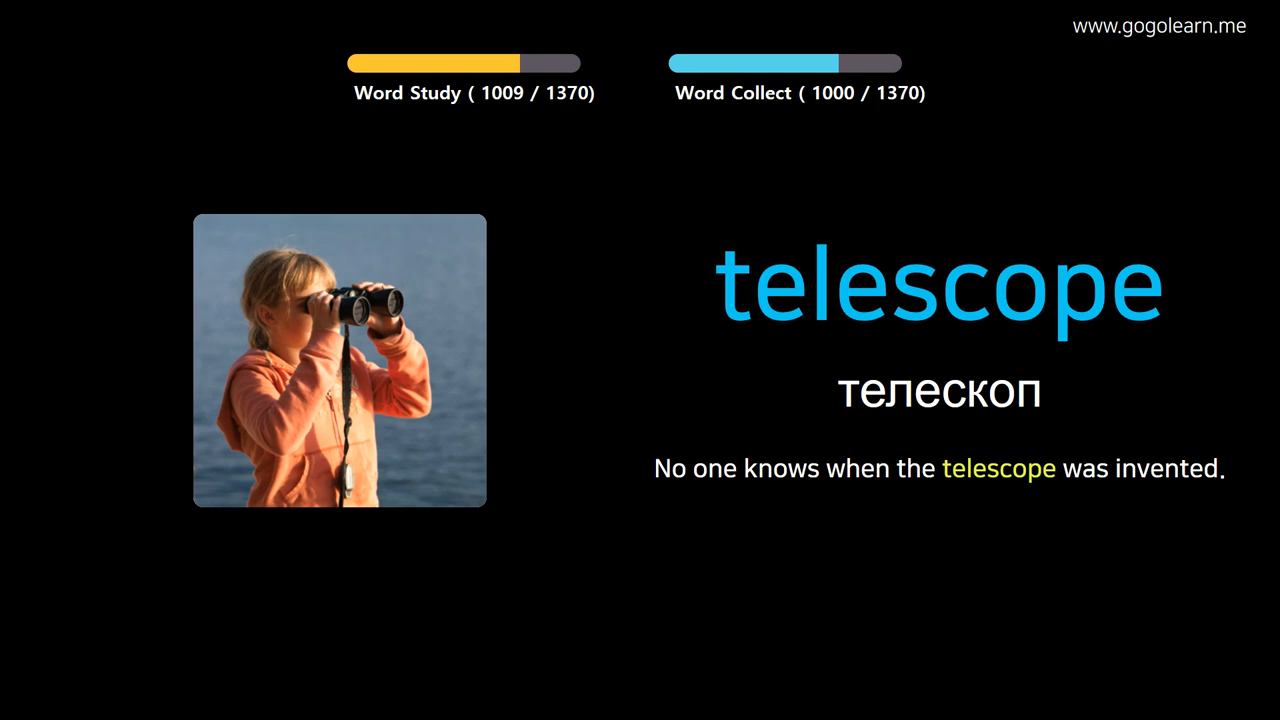 www.gogolearn.me
Word Study ( 1009 / 1370)
Word Collect ( 1000 / 1370)
telescope
телескоп
No one knows when the telescope was invented.